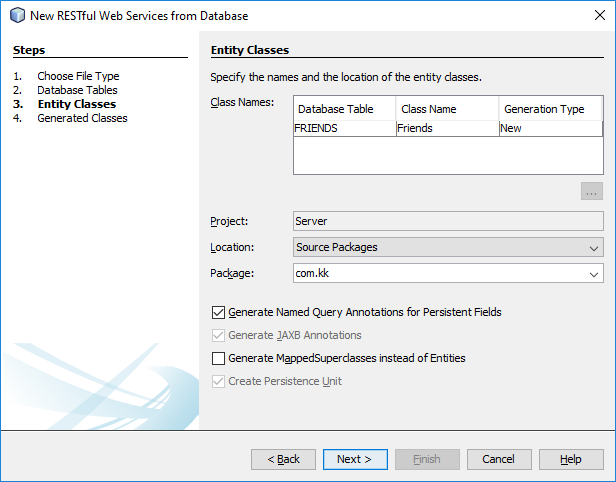 New RESTful Web Services from Database
Steps
1. Choose File Type
2. Database Tables
3. Entity Classes
4. Generated Classes
Entity Classes
Specify the names and the location of the entity classes.
Class Names:
Database Table Class Name Generation Type
FRIENDS Friends New
...
Project: Server
Location: Source Packages
Package: com.kk
Generate Named Query Annotations for Persistent Fields
Generate JAXB Annotations
Generate MappedSuperclasses instead of Entities
Create Persistence Unit
< Back Next > Finish Cancel Help